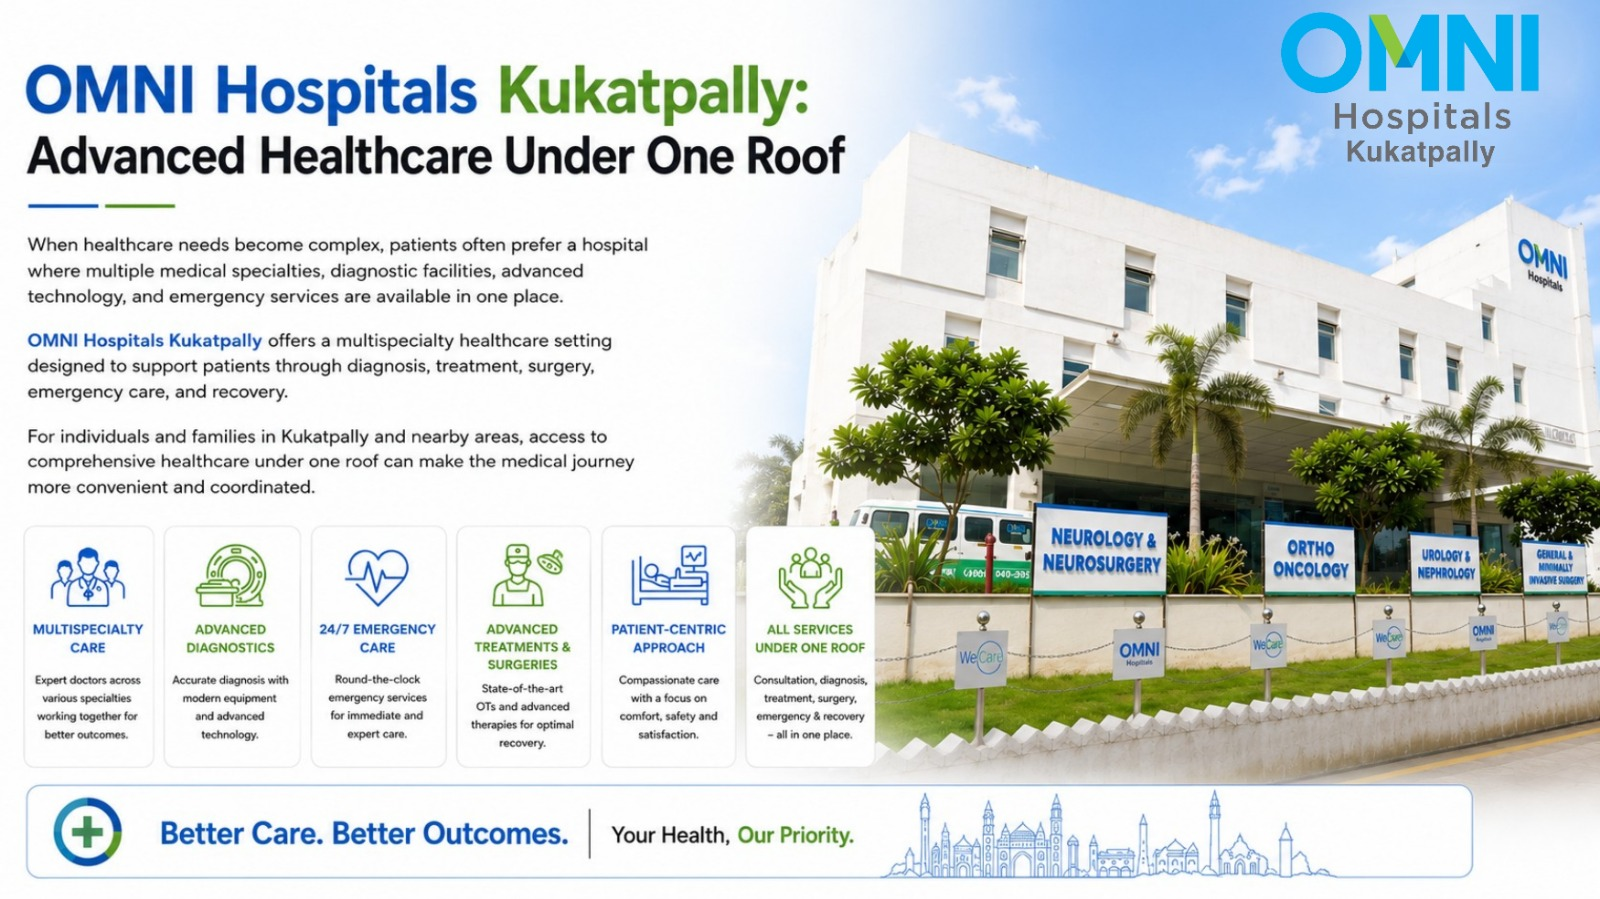 OMNI Hospitals Kukatpally:
Advanced Healthcare Under One Roof
When healthcare needs become complex, patients often prefer a hospital
where multiple medical specialties, diagnostic facilities, advanced
technology, and emergency services are available in one place.
OMNI Hospitals Kukatpally offers a multispecialty healthcare setting
designed to support patients through diagnosis, treatment, surgery,
emergency care, and recovery.
For individuals and families in Kukatpally and nearby areas, access to
comprehensive healthcare under one roof can make the medical journey
more convenient and coordinated.
MULTISPECIALTY
CARE
Expert doctors across
various specialties
working together for
better outcomes.
ADVANCED
DIAGNOSTICS
Accurate diagnosis with
modern equipment
and advanced
technology.
24/7 EMERGENCY
CARE
Round-the-clock
emergency services
for immediate and
expert care.
ADVANCED
TREATMENTS &
SURGERIES
State-of-the-art
OTs and advanced
therapies for optimal
recovery.
PATIENT-CENTRIC
APPROACH
Compassionate care
with a focus on
comfort, safety and
satisfaction.
ALL SERVICES
UNDER ONE ROOF
Consultation, diagnosis,
treatment, surgery,
emergency & recovery
– all in one place.
Better Care. Better Outcomes.
Your Health, Our Priority.
OMNI
Hospitals
Kukatpally
OMNI
Hospitals
NEUROLOGY &
NEUROSURGERY
ORTHO
ONCOLOGY
UROLOGY &
NEPHROLOGY
GENERAL &
MINIMALLY
INVASIVE SURGERY
WeCare
OMNI
Hospitals
WeCare
WeCare
OMNI
Hospitals
WeCare